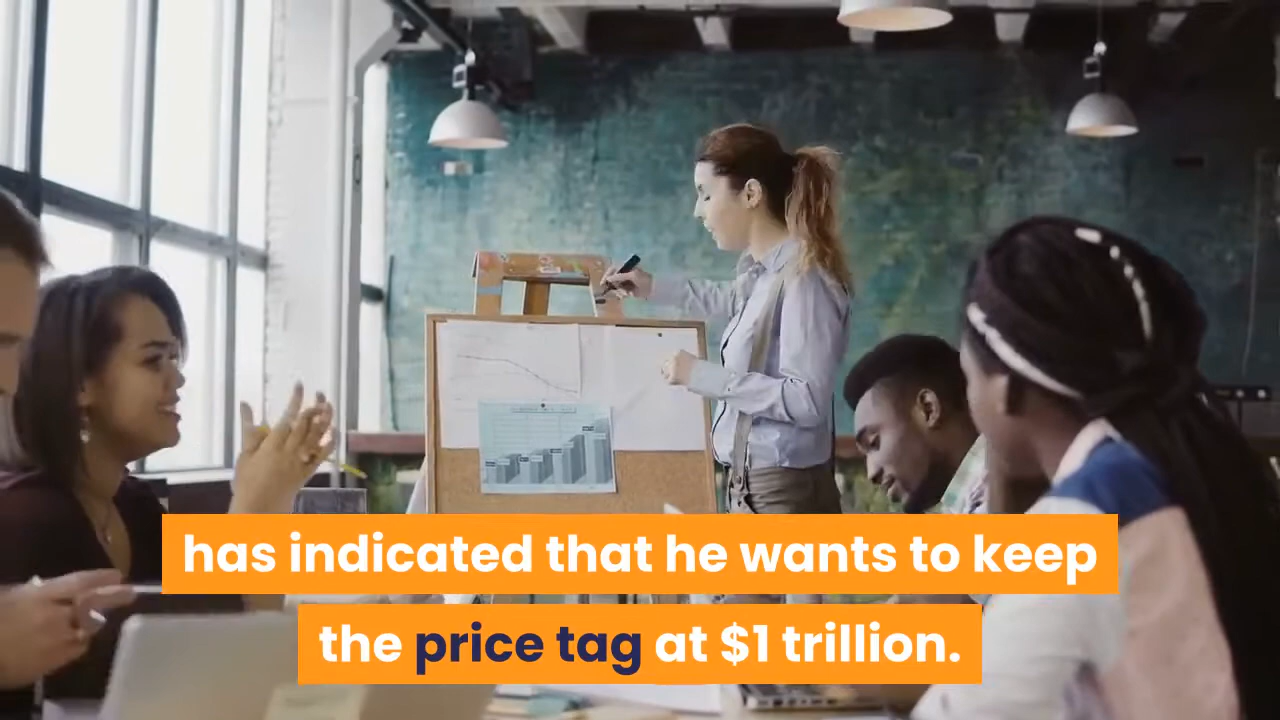 has indicated that he wants to keep
the price tag at $1 trillion.